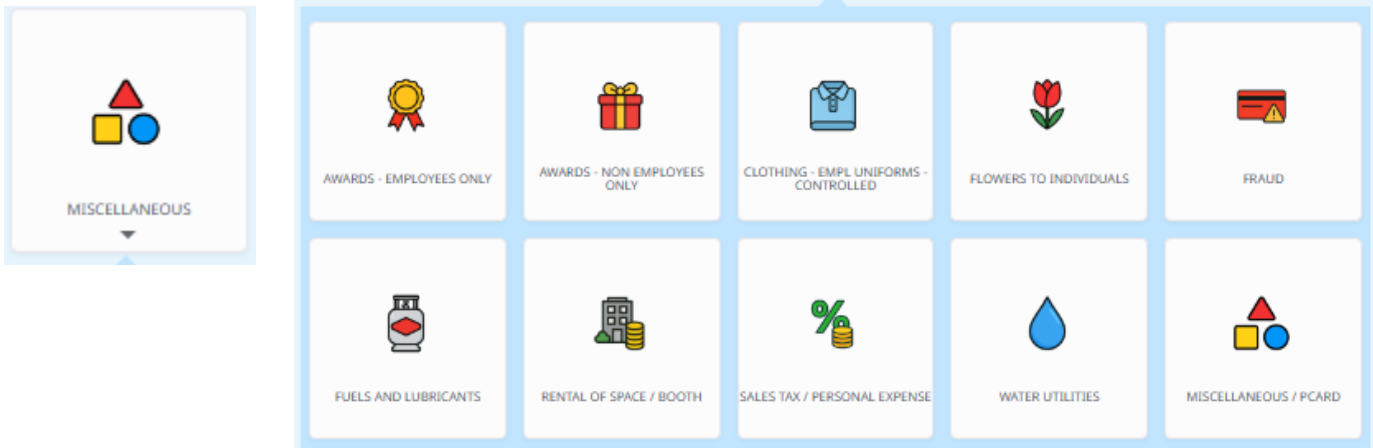 MISCELLANEOUS
AWARDS - EMPLOYEES ONLY
AWARDS - NON EMPLOYEES
ONLY
CLOTHING - EMPL UNIFORMS -
CONTROLLED
FLOWERS TO INDIVIDUALS
FRAUD
FUELS AND LUBRICANTS
RENTAL OF SPACE / BOOTH
SALES TAX / PERSONAL EXPENSE
WATER UTILITIES
MISCELLANEOUS / PCARD